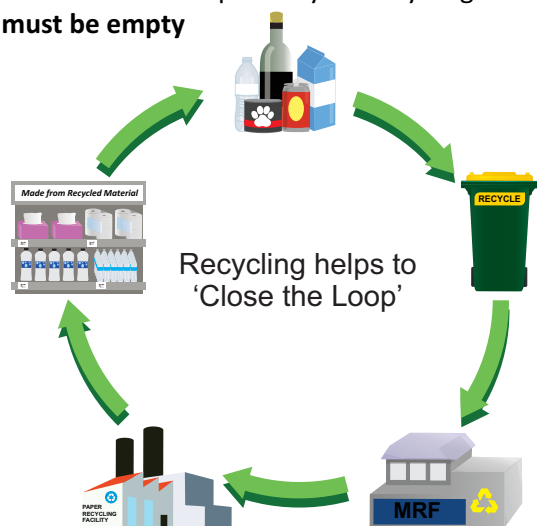 must be empty
Made from Recycled Material
RECYCLE
Recycling helps to
‘Close the Loop’
PAPER
RECYCLING
FACILITY
MRF